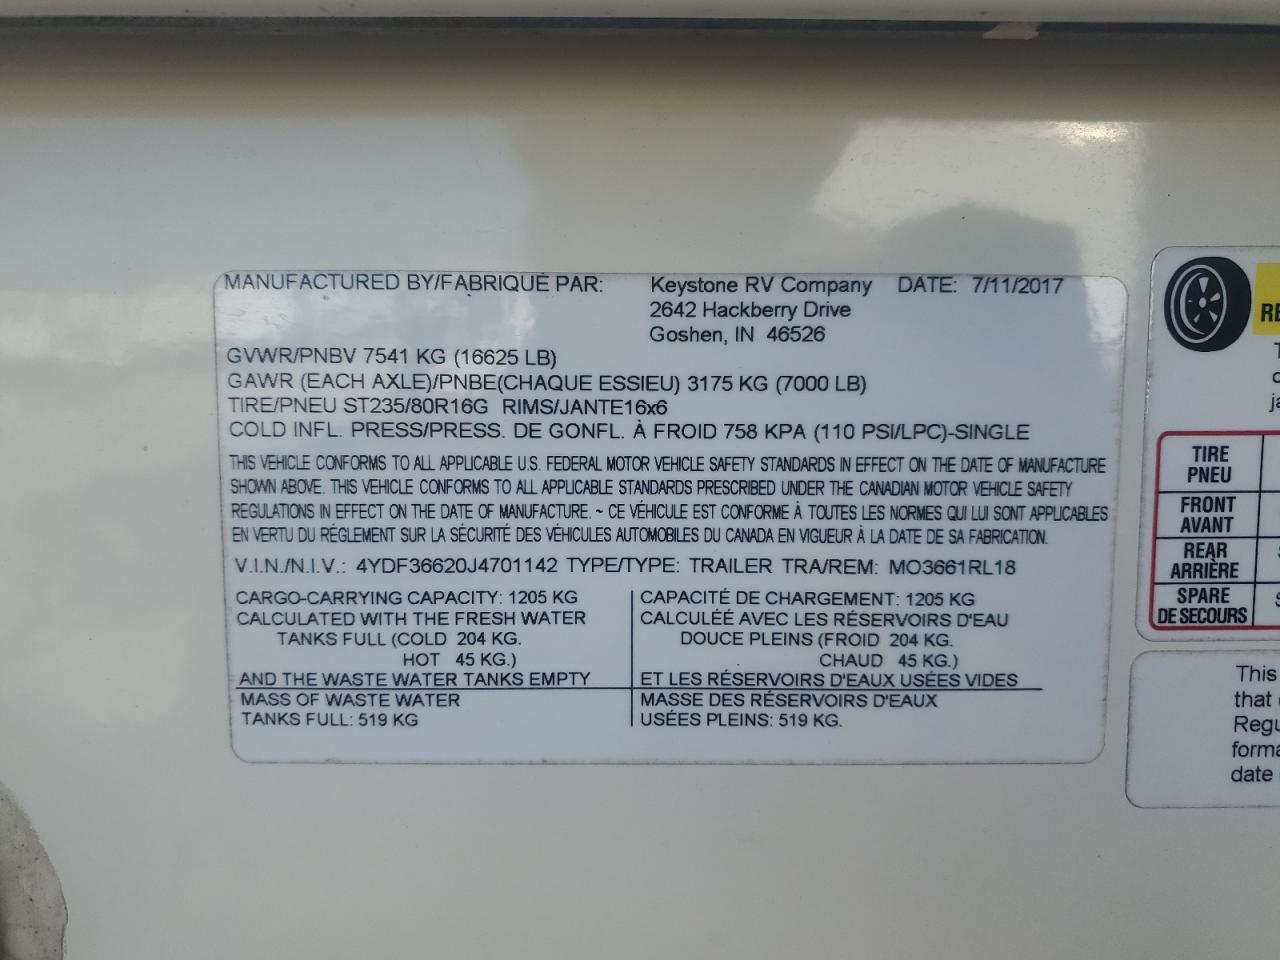 MANUFACTURED BY/FABRIQUÉ PAR: Keystone RV Company DATE: 7/11/2017
2642 Hackberry Drive
Goshen, IN 46526
GVWR/PNBV 7541 KG (16625 LB)
GAWR (EACH AXLE)/PNBE(CHAQUE ESSIEU) 3175 KG (7000 LB)
TIRE/PNEU ST235/80R16G RIMS/JANTE16x6
COLD INFL. PRESS/PRESS. DE GONFL. À FROID 758 KPA (110 PSI/LPC)-SINGLE
THIS VEHICLE CONFORMS TO ALL APPLICABLE U.S. FEDERAL MOTOR VEHICLE SAFETY STANDARDS IN EFFECT ON THE DATE OF MANUFACTURE
SHOWN ABOVE. THIS VEHICLE CONFORMS TO ALL APPLICABLE STANDARDS PRESCRIBED UNDER THE CANADIAN MOTOR VEHICLE SAFETY
REGULATIONS IN EFFECT ON THE DATE OF MANUFACTURE. ~ CE VÉHICULE EST CONFORME À TOUTES LES NORMES QUI LUI SONT APPLICABLES
EN VERTU DU RÉGLEMENT SUR LA SÉCURITÉ DES VÉHICULES AUTOMOBILES DU CANADA EN VIGUEUR À LA DATE DE SA FABRICATION.
V.I.N./N.I.V.: 4YDF36620J4701142 TYPE/TYPE: TRAILER TRA/REM: MO3661RL18
CARGO-CARRYING CAPACITY: 1205 KG
CALCULATED WITH THE FRESH WATER
TANKS FULL (COLD 204 KG.
HOT 45 KG.)
AND THE WASTE WATER TANKS EMPTY
MASS OF WASTE WATER
TANKS FULL: 519 KG
CAPACITÉ DE CHARGEMENT: 1205 KG
CALCULÉÉ AVEC LES RÉSERVOIRS D'EAU
DOUCE PLEINS (FROID 204 KG.
CHAUD 45 KG.)
ET LES RÉSERVOIRS D'EAUX USÉES VIDES
MASSE DES RÉSERVOIRS D'EAUX
USÉES PLEINS: 519 KG.
TIRE
PNEU
FRONT
AVANT
REAR
ARRIÈRE
SPARE
DE SECOURS
This
that
date